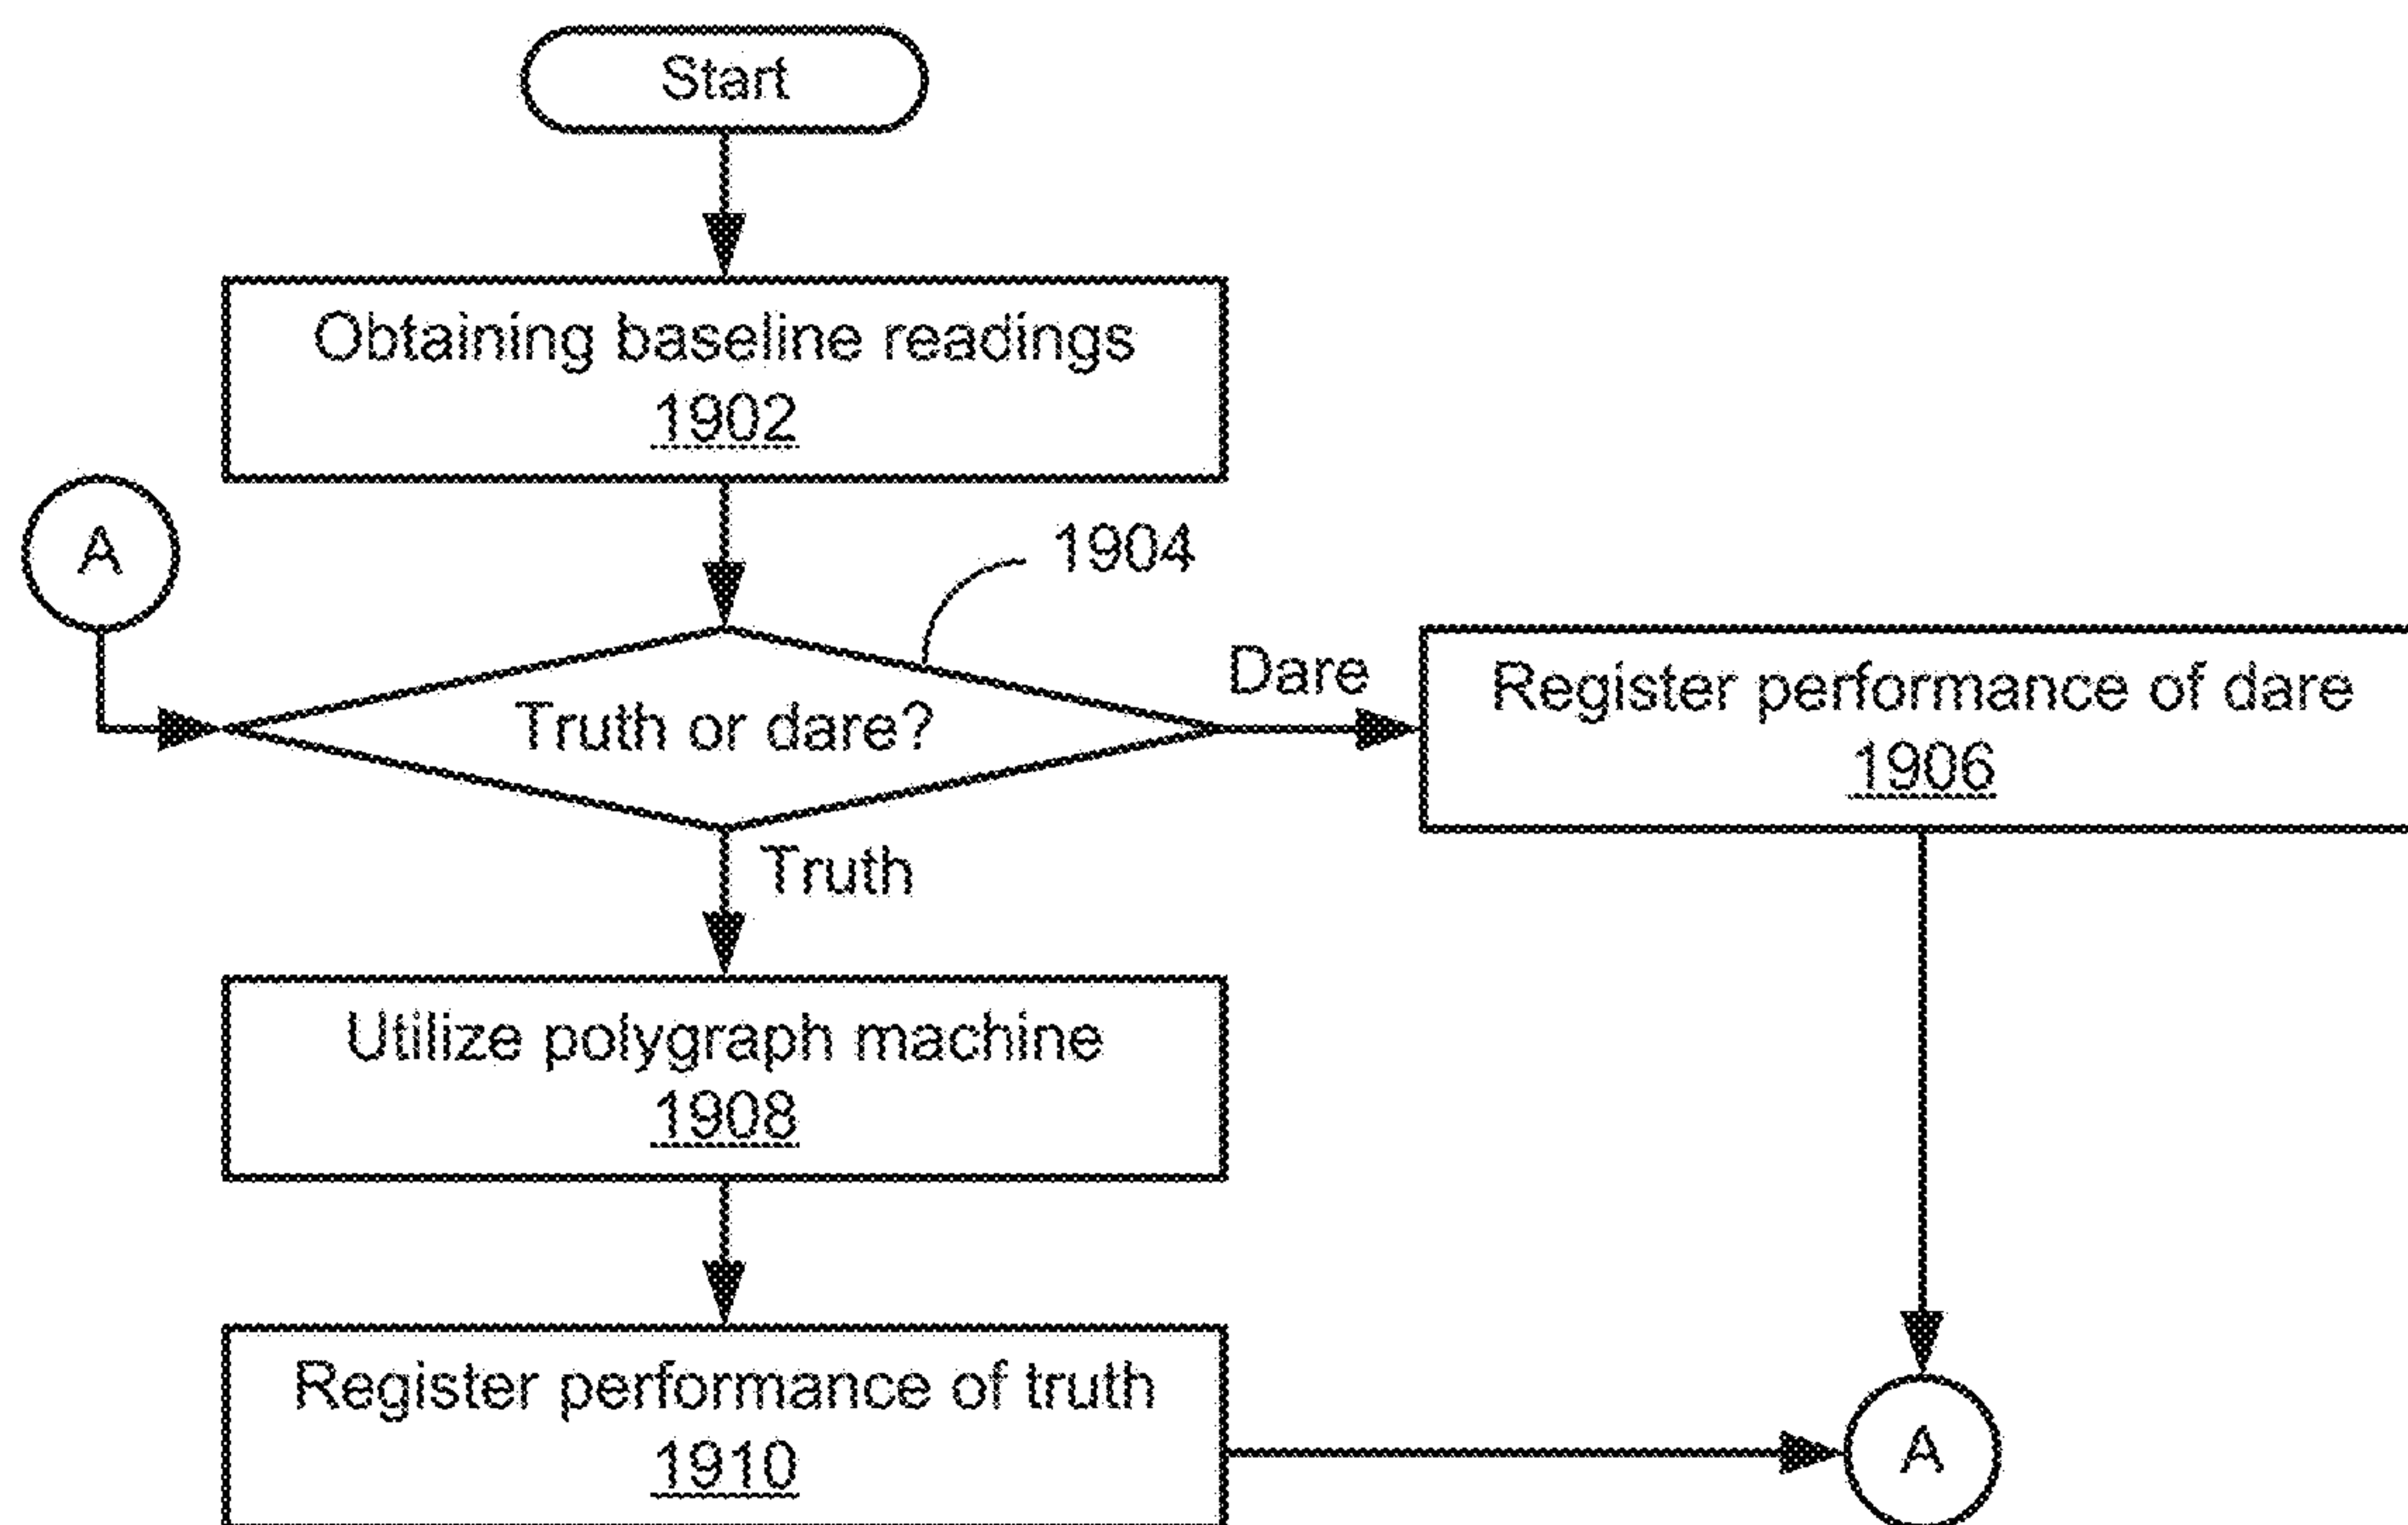 Start
Obtaining baseline readings
1902
A
1904
Truth or dare?
Dare
Register performance of dare
1906
Truth
Utilize polygraph machine
1908
Register performance of truth
1910
A